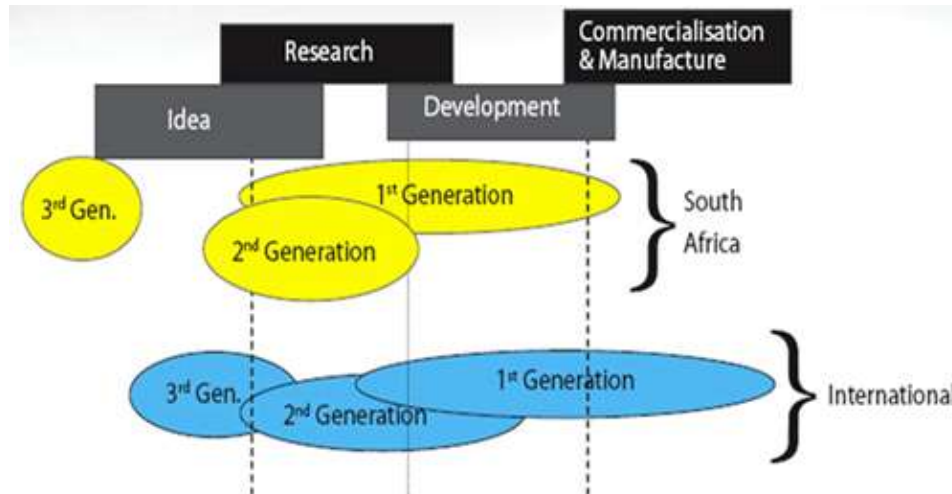 Research
Commercialisation
& Manufacture
Idea
Development
3rd Gen.
1st Generation
2nd Generation
South
Africa
3rd Gen.
1st Generation
2nd Generation
International